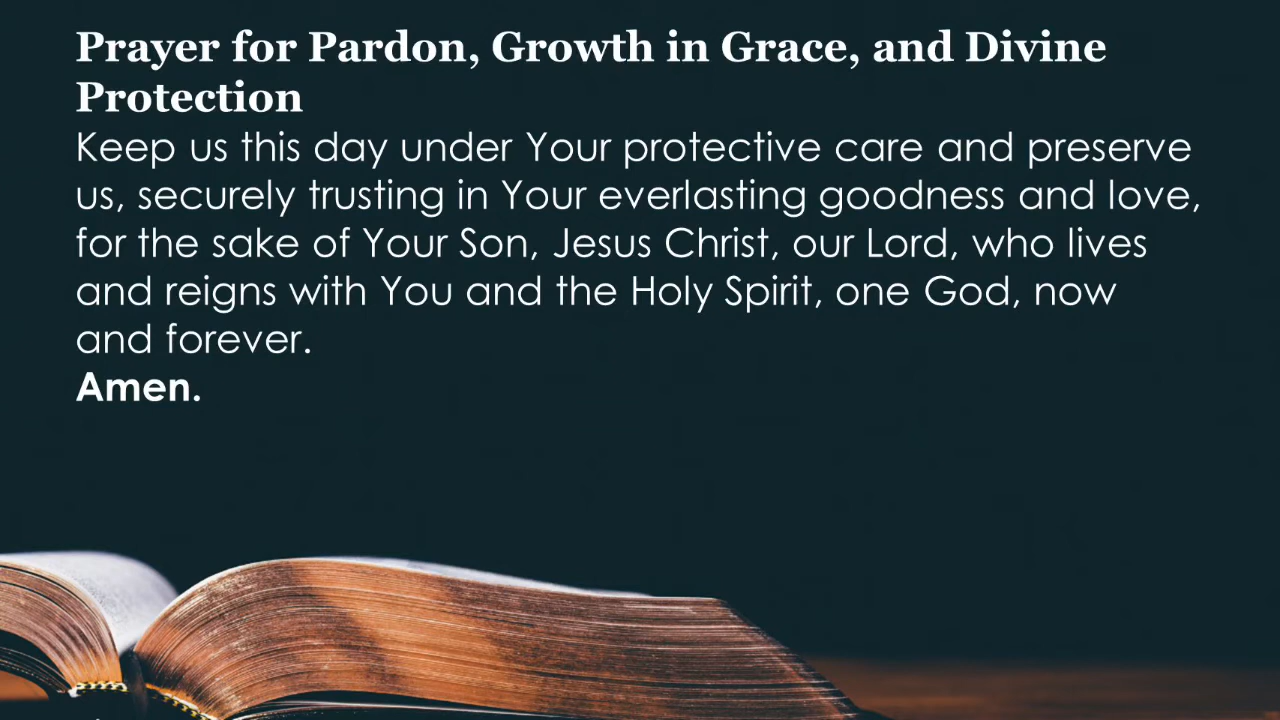 Prayer for Pardon, Growth in Grace, and Divine
Protection
Keep us this day under Your protective care and preserve
us, securely trusting in Your everlasting goodness and love,
for the sake of Your Son, Jesus Christ, our Lord, who lives
and reigns with You and the Holy Spirit, one God, now
and forever.
Amen.